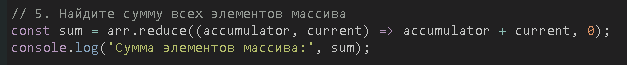 // 5. Найдите сумму всех элементов массива
const sum = arr.reduce((accumulator, current) => accumulator + current, 0);
console.log("Сумма элементов массива:", sum);